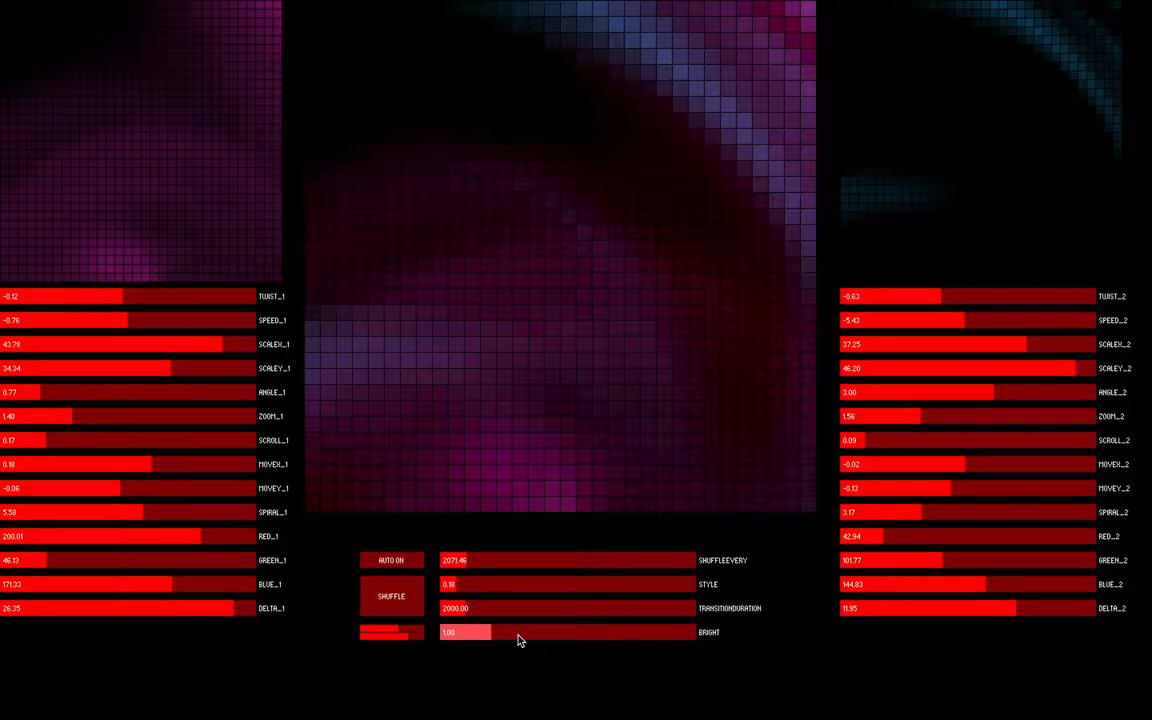 -0.12 TWIST_1
-0.76 SPEED_1
43.78 SCALEX_1
34.34 SCALEY_1
0.77 ANGLE_1
1.40 ZOOM_1
0.17 SCROLL_1
0.18 MOVEX_1
-0.06 MOVEY_1
5.58 SPIRAL_1
200.01 RED_1
46.13 GREEN_1
171.33 BLUE_1
26.35 DELTA_1
AUTO ON
SHUFFLE
2071.46 SHUFFLEEVERY
0.18 STYLE
2000.00 TRANSITIONDURATION
1.00 BRIGHT
-0.63 TWIST_2
-5.43 SPEED_2
37.25 SCALEX_2
46.20 SCALEY_2
3.00 ANGLE_2
1.56 ZOOM_2
0.09 SCROLL_2
-0.02 MOVEX_2
-0.13 MOVEY_2
3.17 SPIRAL_2
42.94 RED_2
101.77 GREEN_2
144.83 BLUE_2
11.95 DELTA_2